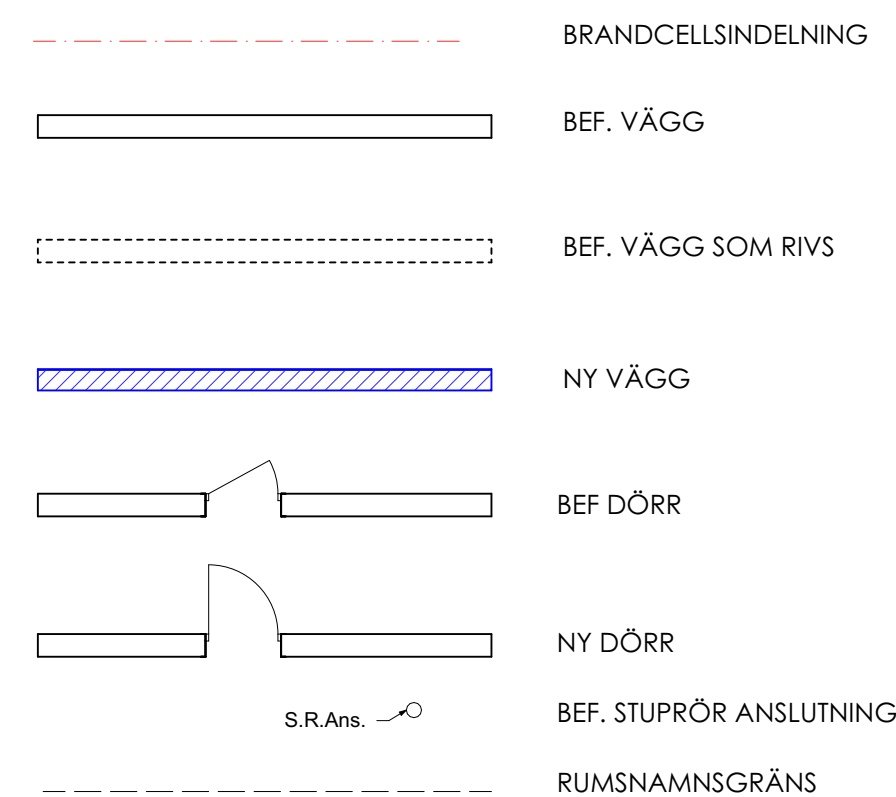 BRANDCELLSINDELNING
BEF. VÄGG
BEF. VÄGG SOM RIVS
NY VÄGG
BEF DÖRR
NY DÖRR
S.R.Ans.
BEF. STUPRÖR ANSLUTNING
RUMSNAMNSGRÄNS